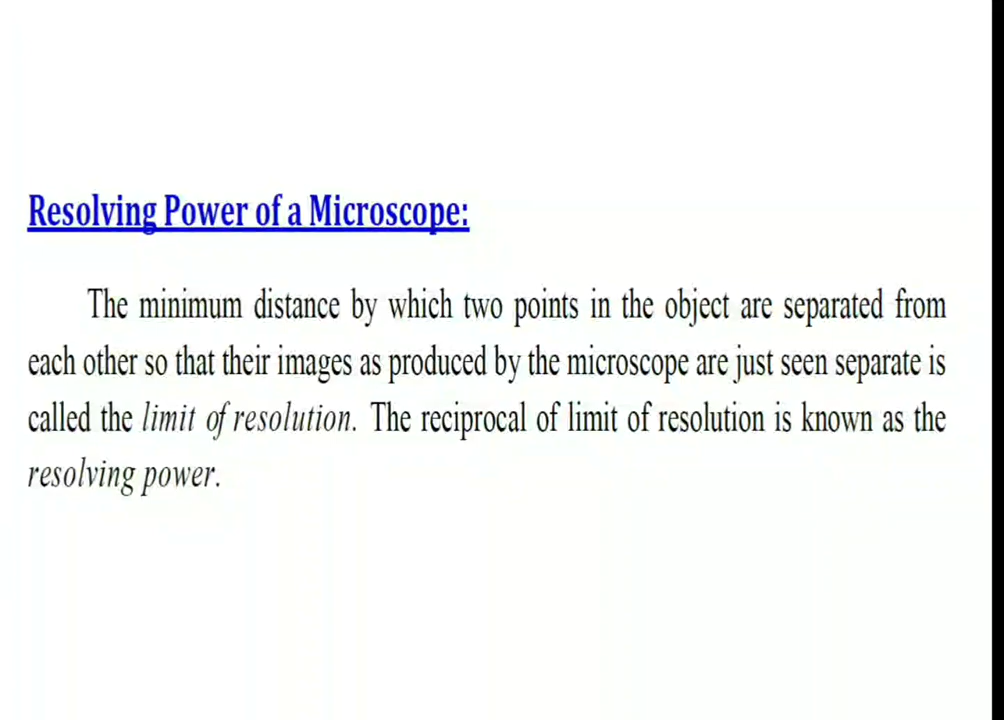 Resolving Power of a Microscope:
The minimum distance by which two points in the object are separated from
each other so that their images as produced by the microscope are just seen separate is
called the limit of resolution. The reciprocal of limit of resolution is known as the
resolving power.